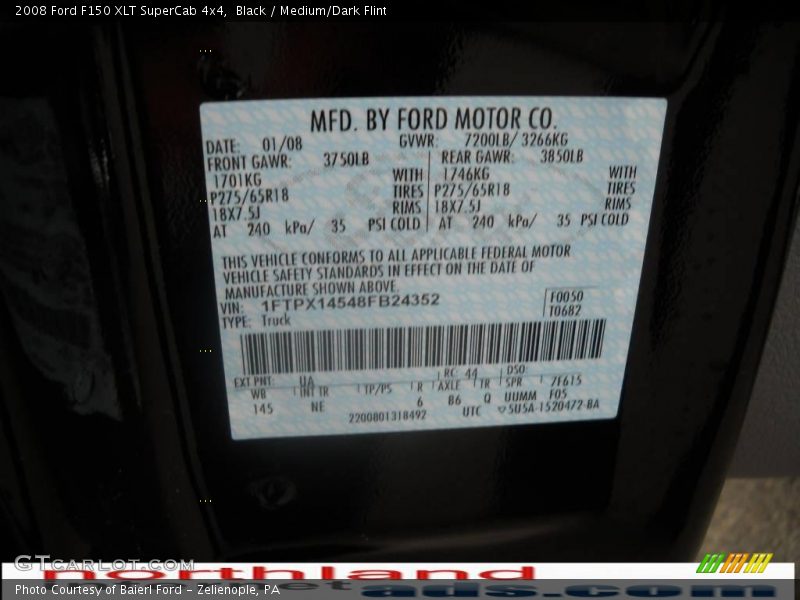 2008 Ford F150 XLT SuperCab 4x4, Black / Medium/Dark Flint
MFD. BY FORD MOTOR CO.
DATE: 01/08 GVWR: 7200LB/ 3266KG
FRONT GAWR: 3750LB REAR GAWR: 3850LB
1701KG WITH 1746KG WITH
P275/65R18 TIRES P275/65R18 TIRES
18X7.5J RIMS 18X7.5J RIMS
AT 240 kPa/ 35 PSI COLD AT 240 kPa/ 35 PSI COLD
THIS VEHICLE CONFORMS TO ALL APPLICABLE FEDERAL MOTOR
VEHICLE SAFETY STANDARDS IN EFFECT ON THE DATE OF
MANUFACTURE SHOWN ABOVE.
VIN: 1FTPX14548FB24352 F0050
TYPE: Truck T0682
EXT PNT: UA RC: 44 DSO:
WB INT TR TP/PS R AXLE TR SPR 7F615
145 NE 6 B6 Q UUMM F05
2200801318492 UTC 5U5A-1520472-BA
GTCARLOT.COM
northland
ads.com
Photo Courtesy of Baierl Ford - Zelienople, PA